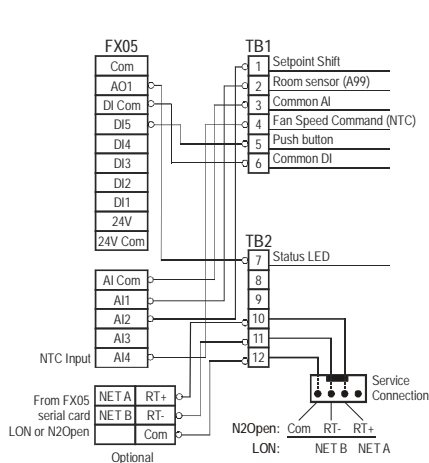 FX05
Com
AO1
DI Com
DI5
DI4
DI3
DI2
DI1
24V
24V Com
AI Com
AI1
AI2
AI3
NTC Input AI4
From FX05
serial card
LON or N2Open
NET A RT+
NET B RT-
Com
Optional
TB1
1 Setpoint Shift
2 Room sensor (A99)
3 Common AI
4 Fan Speed Command (NTC)
5 Push button
6 Common DI
TB2
7 Status LED
8
9
10
11
12
Service
Connection
N2Open: Com RT- RT+
LON: NET B NET A